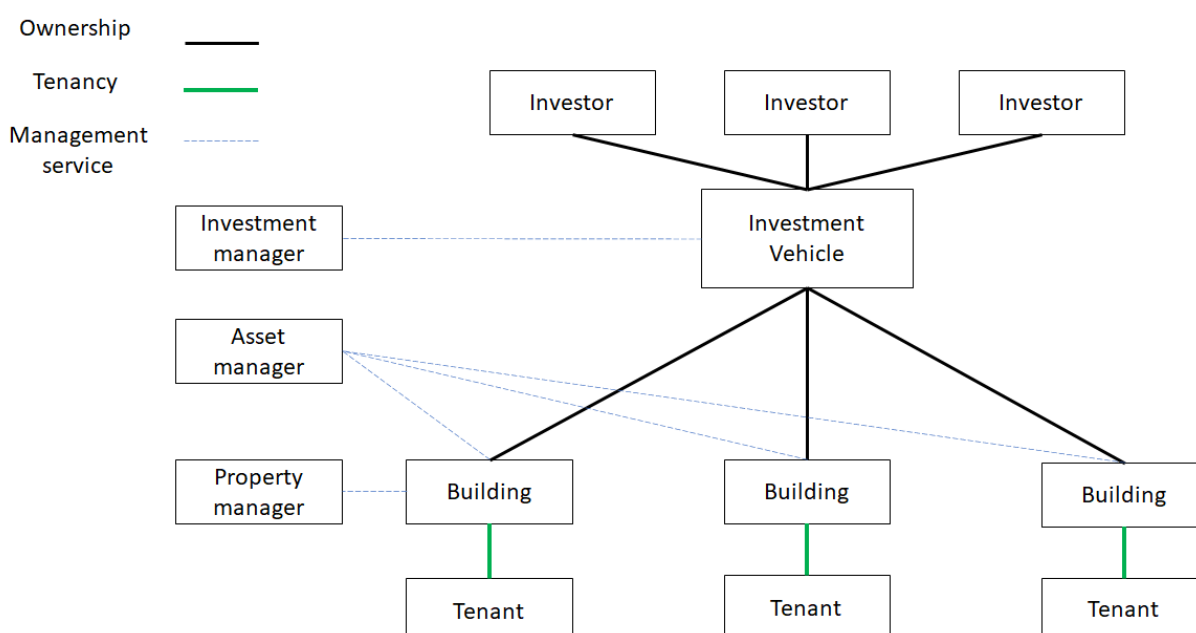 Ownership
Tenancy
Management
service
Investor
Investor
Investor
Investment
manager
Investment
Vehicle
Asset
manager
Property
manager
Building
Building
Building
Tenant
Tenant
Tenant